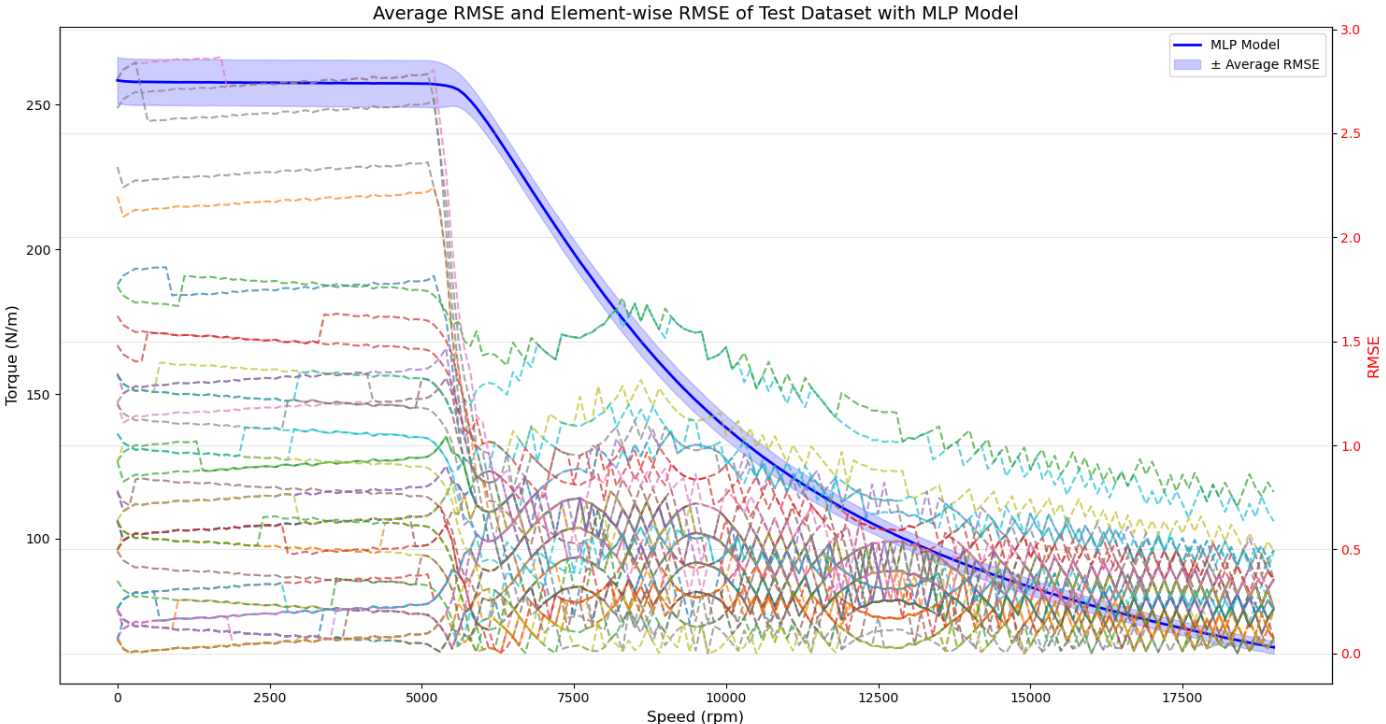 Average RMSE and Element-wise RMSE of Test Dataset with MLP Model
MLP Model
± Average RMSE
Torque (N/m)
250
200
150
100
3.0
2.5
2.0
1.5
1.0
0.5
0.0
RMSE
0 2500 5000 7500 10000 12500 15000 17500
Speed (rpm)